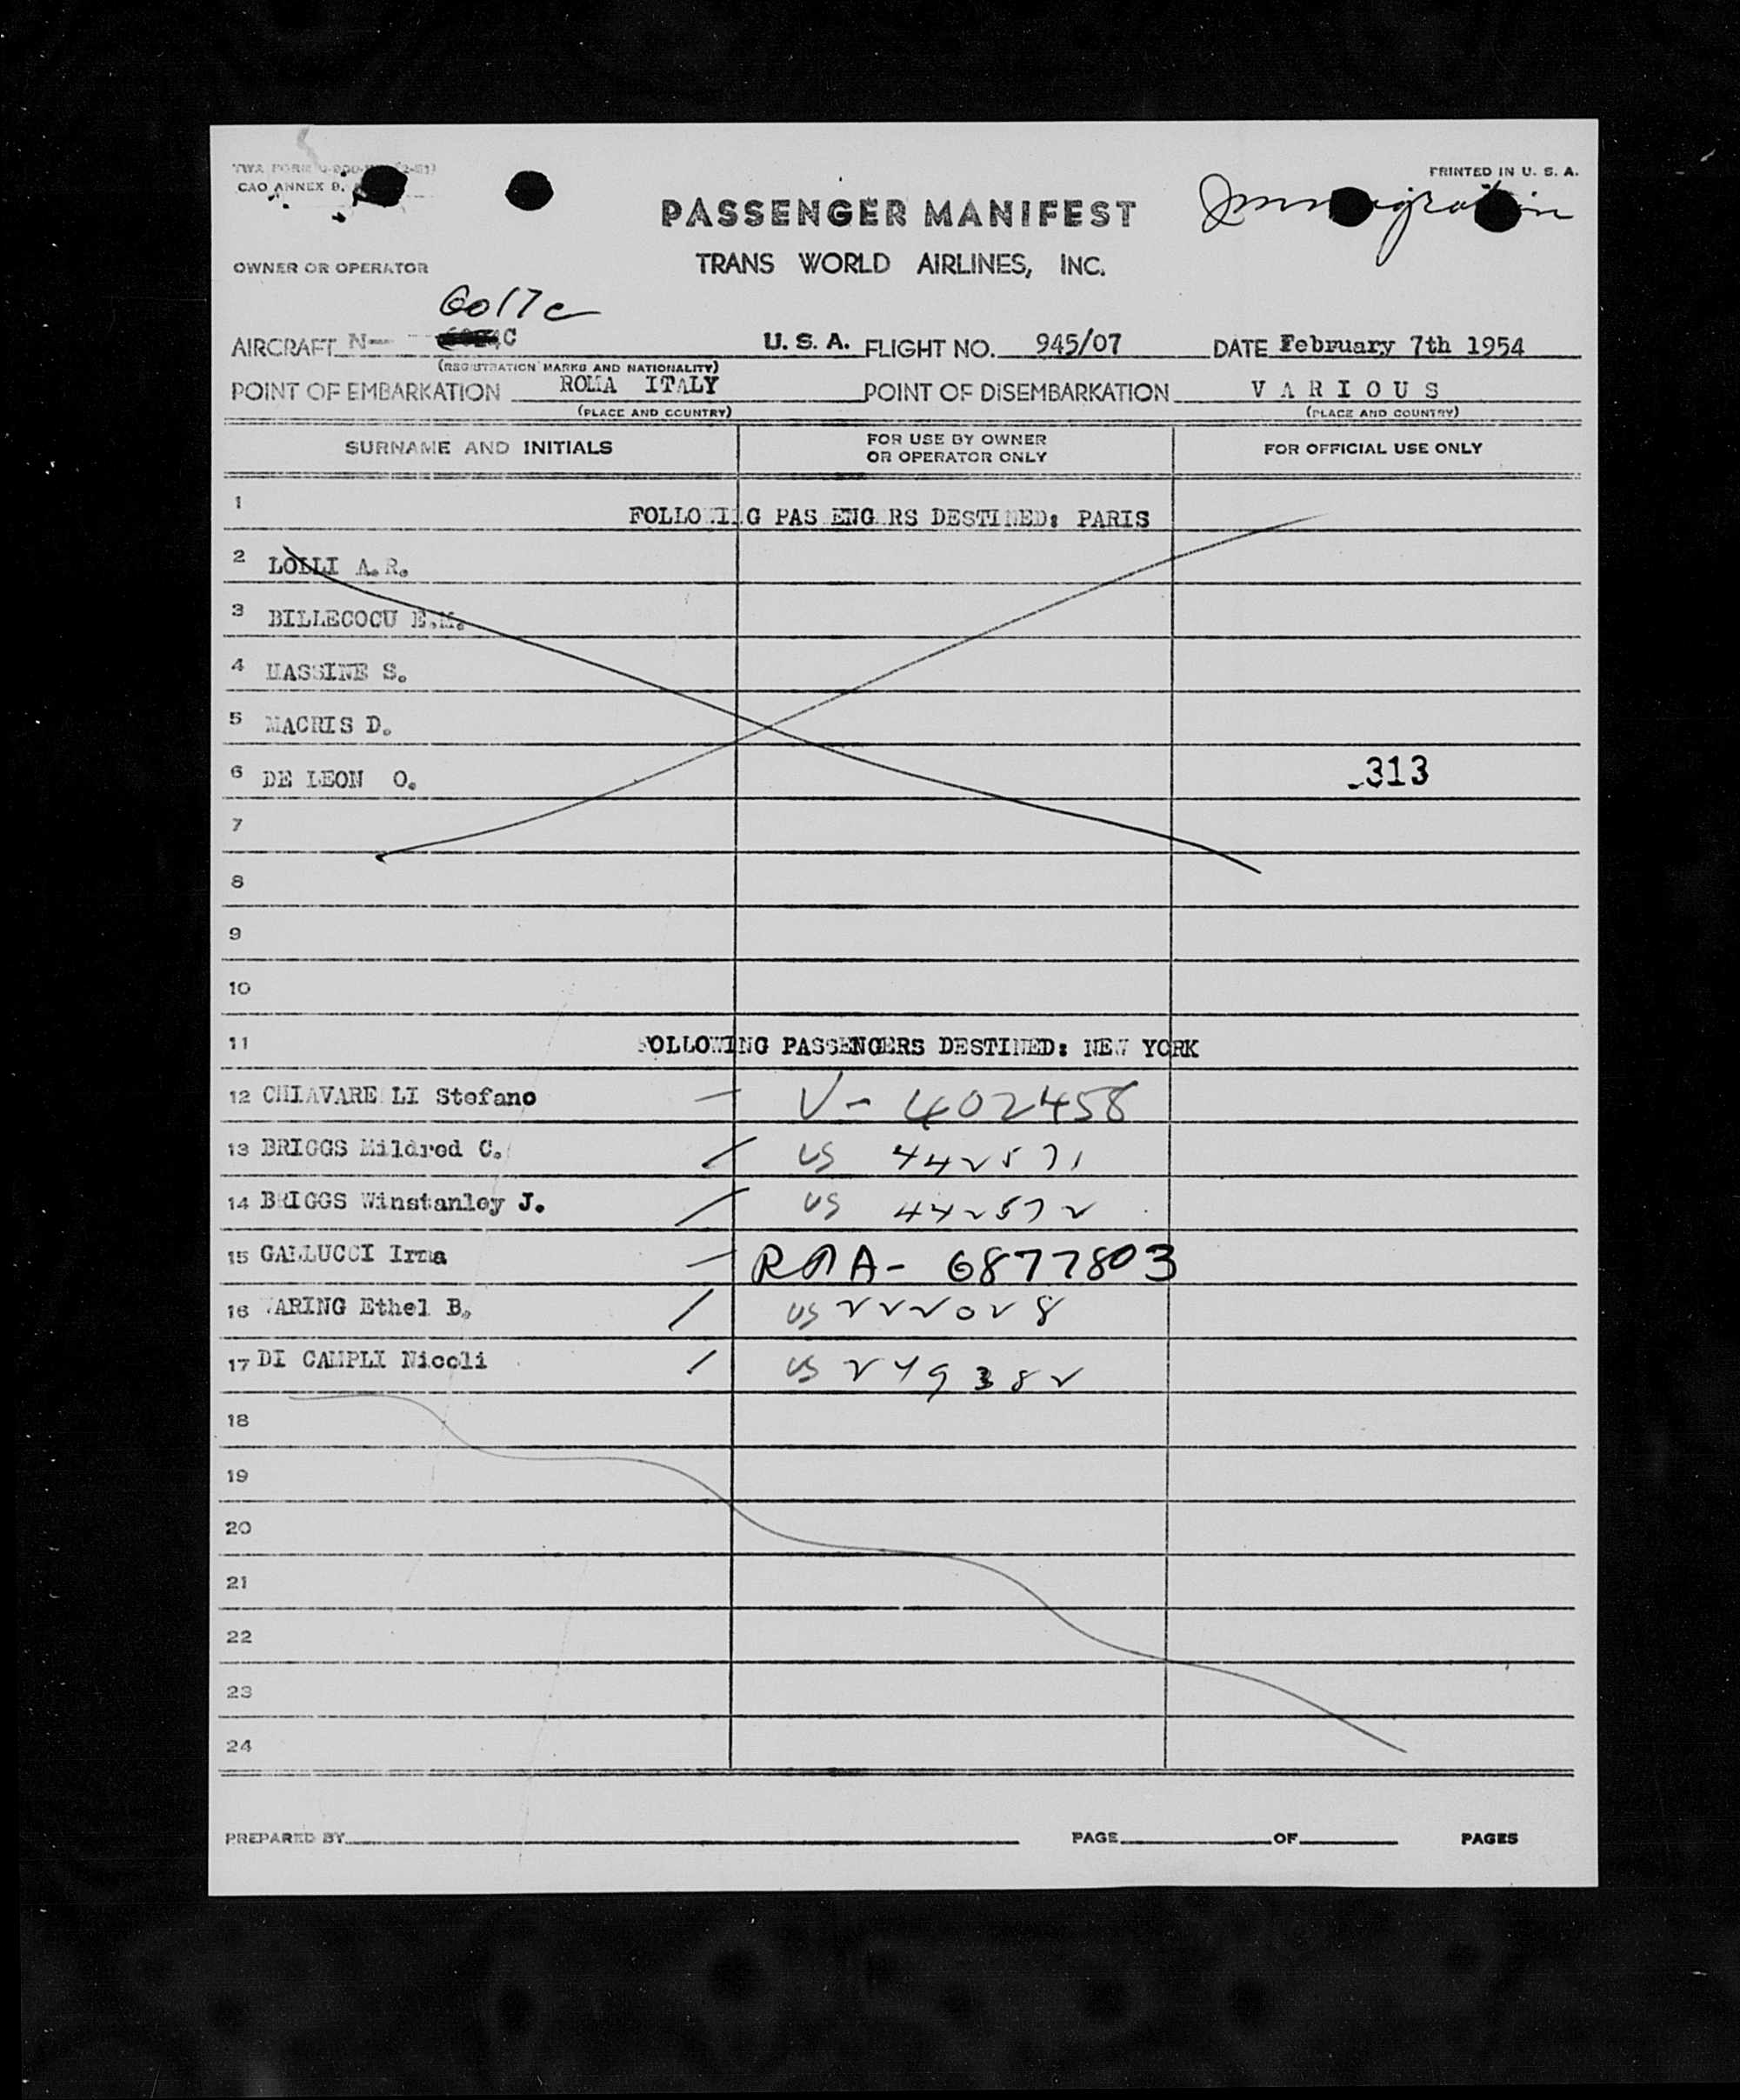 CAO ANNEX 9.
PRINTED IN U. S. A.
Immigration
PASSENGER MANIFEST
TRANS WORLD AIRLINES, INC.
OWNER OR OPERATOR
6017C
AIRCRAFT N- C U. S. A. FLIGHT NO. 945/07 DATE February 7th 1954
(REGISTRATION MARKS AND NATIONALITY)
POINT OF EMBARKATION ROMA ITALY POINT OF DISEMBARKATION V A R I O U S
(PLACE AND COUNTRY) (PLACE AND COUNTRY)
SURNAME AND INITIALS FOR USE BY OWNER OR OPERATOR ONLY FOR OFFICIAL USE ONLY
1 FOLLOWING PASSENGERS DESTINED: PARIS
2 LOLLI A.R.
3 BILLECOCU E.M.
4 MASSINE S.
5 MACRIS D.
6 DE LEON O. 313
7
8
9
10
11 FOLLOWING PASSENGERS DESTINED: NEW YORK
12 CHIAVARELLI Stefano - V- 402458
13 BRIGGS Mildred C. / US 442571
14 BRIGGS Winstanley J. / US 442572
15 GALLUCCI Irma - RAA- 6877803
16 WARING Ethel B. / US 222028
17 DI CAMPLI Nicoli / US 249382
18
19
20
21
22
23
24
PREPARED BY PAGE OF PAGES